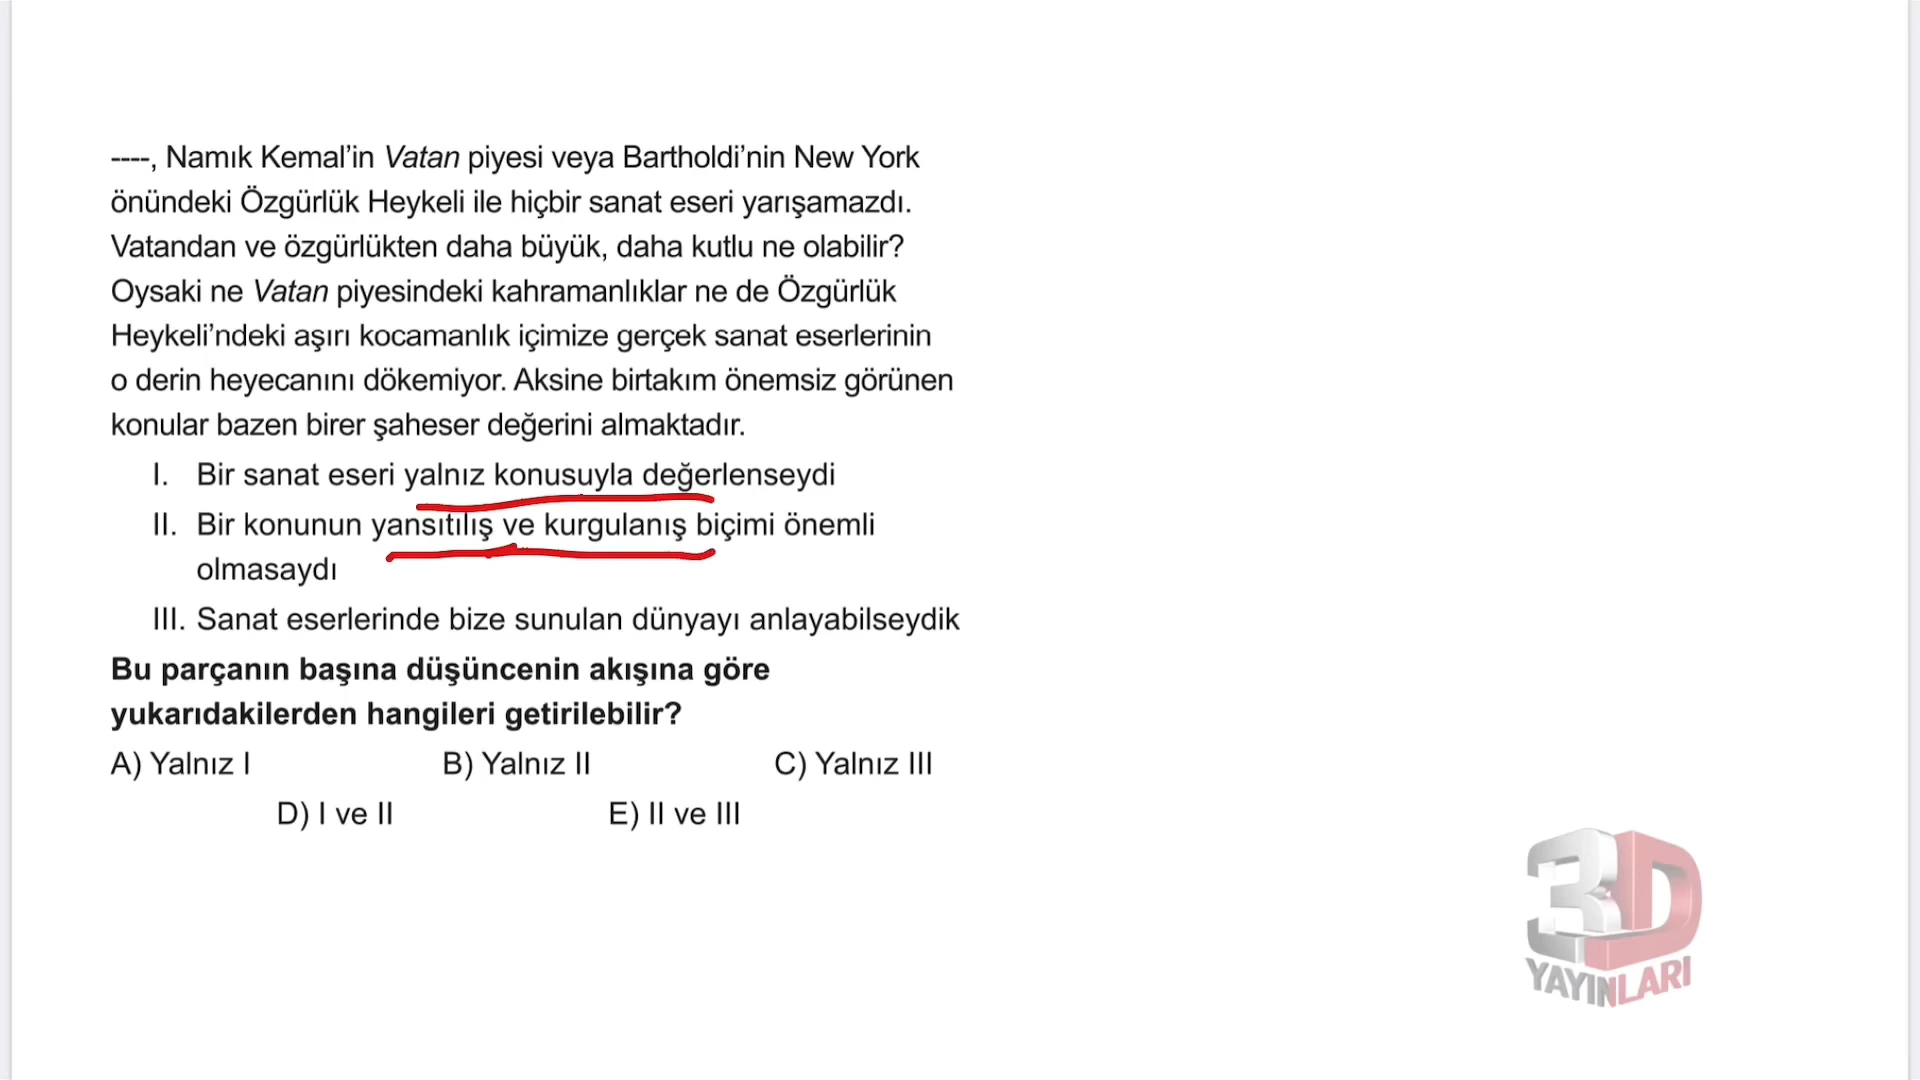 ----, Namık Kemal’in Vatan piyesi veya Bartholdi’nin New York
önündeki Özgürlük Heykeli ile hiçbir sanat eseri yarışamazdı.
Vatandan ve özgürlükten daha büyük, daha kutlu ne olabilir?
Oysaki ne Vatan piyesindeki kahramanlıklar ne de Özgürlük
Heykeli’ndeki aşırı kocamanlık içimize gerçek sanat eserlerinin
o derin heyecanını dökemiyor. Aksine birtakım önemsiz görünen
konular bazen birer şaheser değerini almaktadır.
I. Bir sanat eseri yalnız konusuyla değerlenseydi
II. Bir konunun yansıtılış ve kurgulanış biçimi önemli
olmasaydı
III. Sanat eserlerinde bize sunulan dünyayı anlayabilseydik
Bu parçanın başına düşüncenin akışına göre
yukarıdakilerden hangileri getirilebilir?
A) Yalnız I B) Yalnız II C) Yalnız III
D) I ve II E) II ve III
3D
YAYINLARI